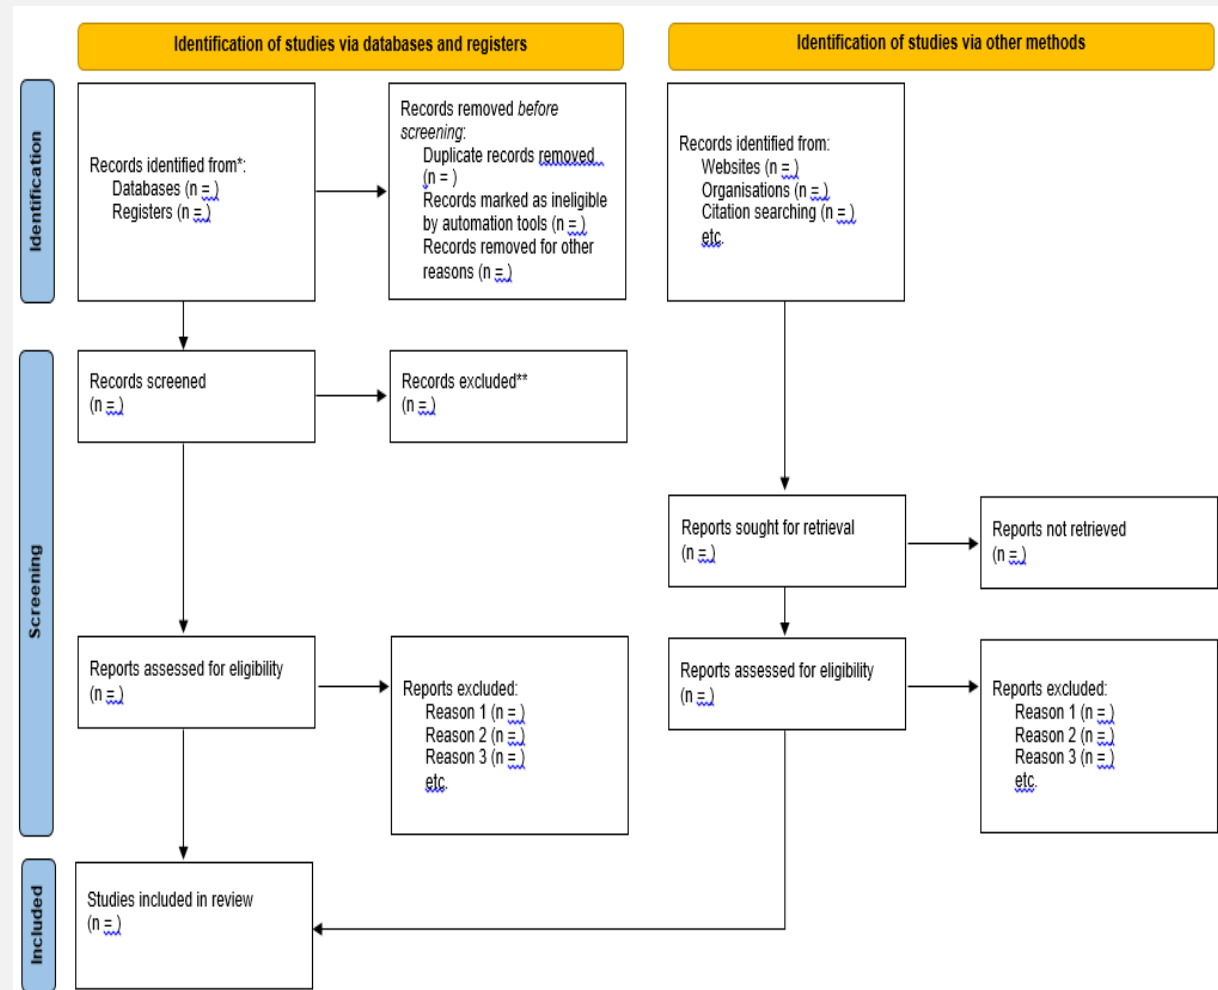 Identification of studies via databases and registers
Identification of studies via other methods
Identification
Records identified from*:
Databases (n = )
Registers (n = )
Records removed before
screening:
Duplicate records removed
(n = )
Records marked as ineligible
by automation tools (n = )
Records removed for other
reasons (n = )
Records identified from:
Websites (n = )
Organisations (n = )
Citation searching (n = )
etc.
Screening
Records screened
(n = )
Records excluded**
(n = )
Reports sought for retrieval
(n = )
Reports not retrieved
(n = )
Reports assessed for eligibility
(n = )
Reports excluded:
Reason 1 (n = )
Reason 2 (n = )
Reason 3 (n = )
etc.
Reports assessed for eligibility
(n = )
Reports excluded:
Reason 1 (n = )
Reason 2 (n = )
Reason 3 (n = )
etc.
Included
Studies included in review
(n = )